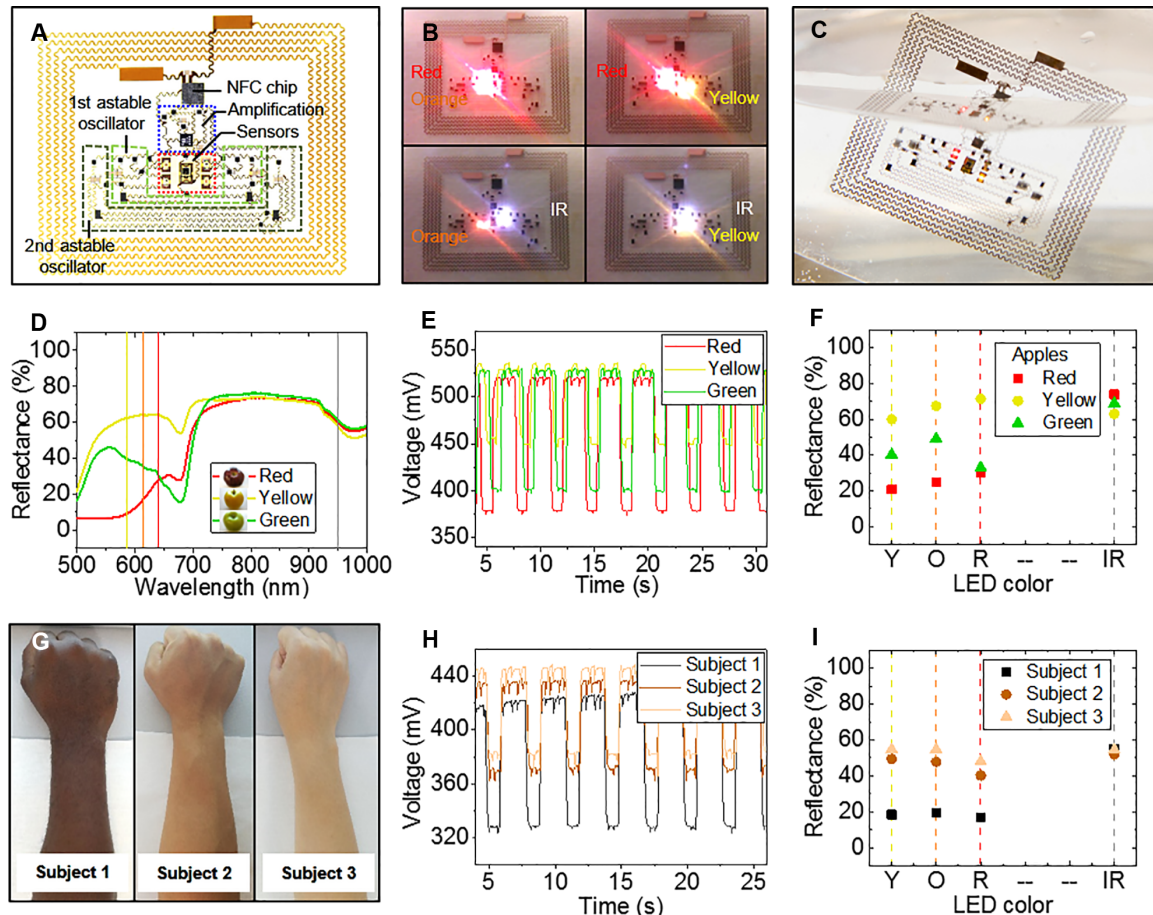 A
NFC chip
1st astable
oscillator
Amplification
Sensors
2nd astable
oscillator
B
Red
Orange
Red
Yellow
Orange
IR
IR
Yellow
C
D
Reflectance (%)
100
80
60
40
20
0
Red
Yellow
Green
500 600 700 800 900 1000
Wavelength (nm)
E
Voltage (mV)
550
500
450
400
350
Red
Yellow
Green
5 10 15 20 25 30
Time (s)
F
Reflectance (%)
100
80
60
40
20
0
Apples
Red
Yellow
Green
Y O R -- -- IR
LED color
G
Subject 1
Subject 2
Subject 3
H
Voltage (mV)
440
400
360
320
Subject 1
Subject 2
Subject 3
5 10 15 20 25
Time (s)
I
Reflectance (%)
100
80
60
40
20
0
Subject 1
Subject 2
Subject 3
Y O R -- -- IR
LED color